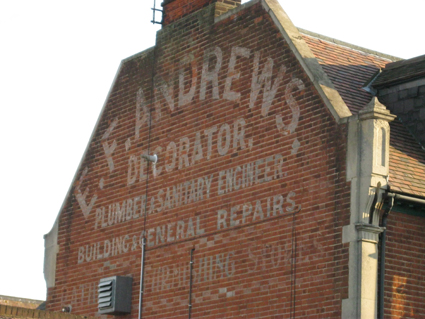 E. F. ANDREWS,
DECORATOR,
PLUMBER & SANITARY ENGINEER.
BUILDING & GENERAL REPAIRS